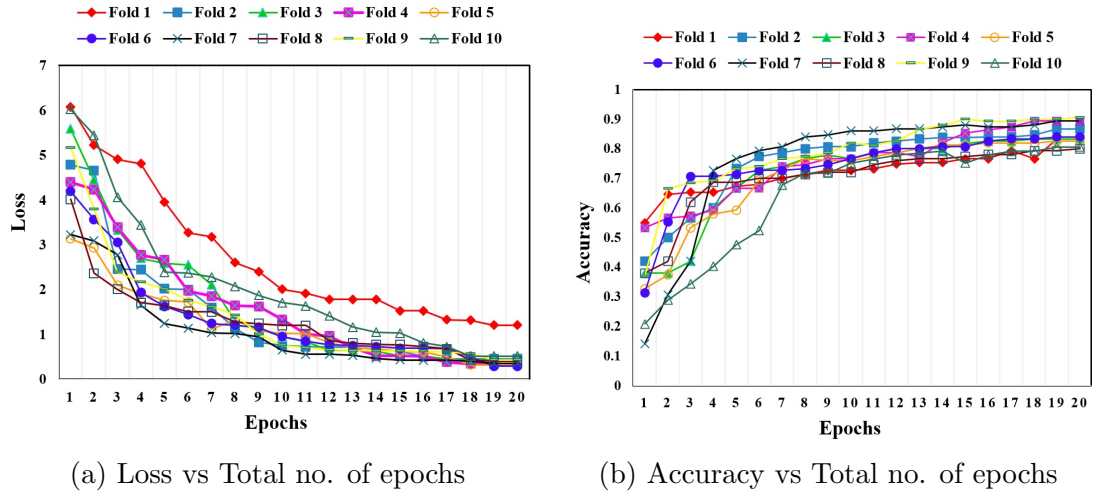 Fold 1 Fold 2 Fold 3 Fold 4 Fold 5
Fold 6 Fold 7 Fold 8 Fold 9 Fold 10
7
6
5
4
3
2
1
0
Loss
1 2 3 4 5 6 7 8 9 10 11 12 13 14 15 16 17 18 19 20
Epochs
(a) Loss vs Total no. of epochs
Fold 1 Fold 2 Fold 3 Fold 4 Fold 5
Fold 6 Fold 7 Fold 8 Fold 9 Fold 10
1
0.9
0.8
0.7
0.6
0.5
0.4
0.3
0.2
0.1
0
Accuracy
1 2 3 4 5 6 7 8 9 10 11 12 13 14 15 16 17 18 19 20
Epochs
(b) Accuracy vs Total no. of epochs